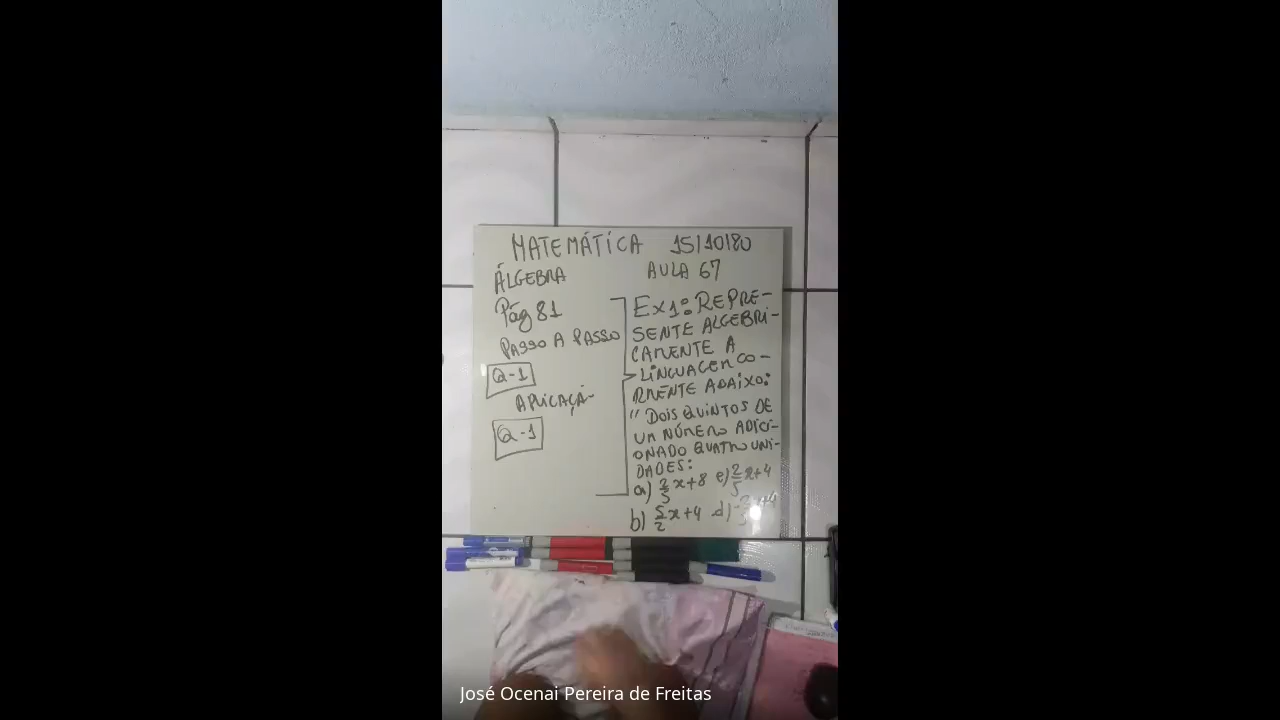 MATEMÁTICA 15/10/80
ÁLGEBRA AULA 67
Pág 81
PASSO A PASSO
Q-1
APLICAÇÃ-
Q-1
Ex1: REPRE-
SENTE ALGEBRI-
CAMENTE A
LINGUAGEM CO-
RRENTE ABAIXO:
"DOIS QUINTOS DE
UM NÚMERO ADICI-
ONADO QUATRO UNI-
DADES:
a) 2/5 x+8 c) 2/5 x+4
b) 5/2 x+4 d)
José Ocenai Pereira de Freitas